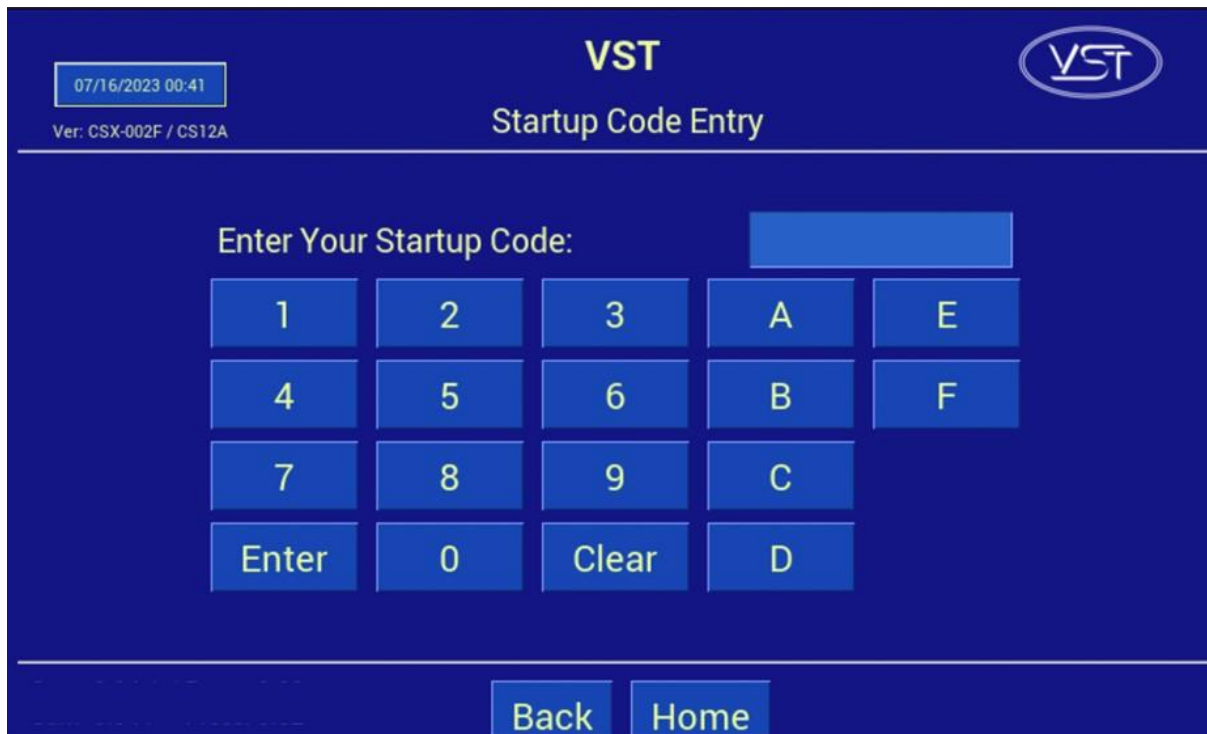 VST
VST
07/16/2023 00:41
Ver: CSX-002F / CS12A
Startup Code Entry
Enter Your Startup Code:
1 2 3 A E
4 5 6 B F
7 8 9 C
Enter 0 Clear D
Back Home